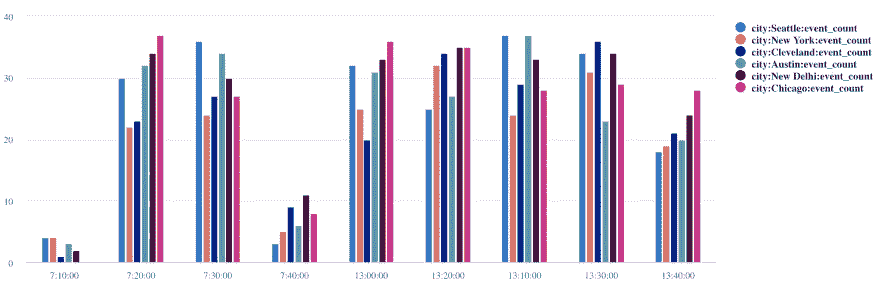 40
30
20
10
0
7:10:00 7:20:00 7:30:00 7:40:00 13:00:00 13:20:00 13:10:00 13:30:00 13:40:00
city:Seattle:event_count
city:New York:event_count
city:Cleveland:event_count
city:Austin:event_count
city:New Delhi:event_count
city:Chicago:event_count